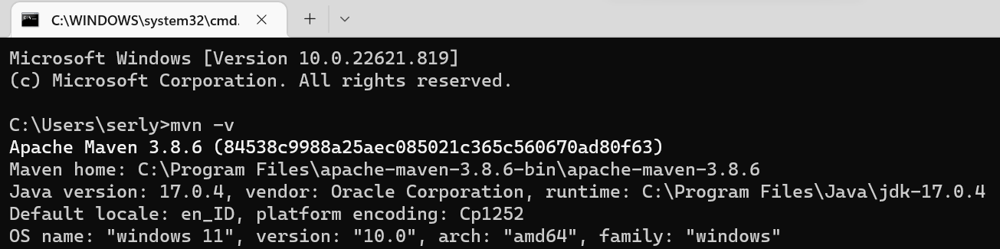 C:\WINDOWS\system32\cmd.
Microsoft Windows [Version 10.0.22621.819]
(c) Microsoft Corporation. All rights reserved.
C:\Users\serly>mvn -v
Apache Maven 3.8.6 (84538c9988a25aec085021c365c560670ad80f63)
Maven home: C:\Program Files\apache-maven-3.8.6-bin\apache-maven-3.8.6
Java version: 17.0.4, vendor: Oracle Corporation, runtime: C:\Program Files\Java\jdk-17.0.4
Default locale: en_ID, platform encoding: Cp1252
OS name: "windows 11", version: "10.0", arch: "amd64", family: "windows"